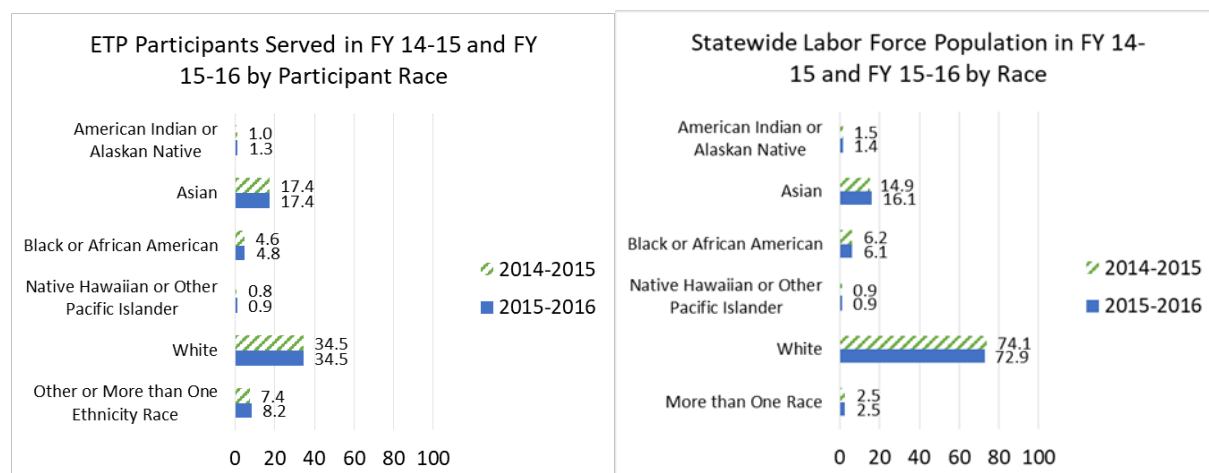 ETP Participants Served in FY 14-15 and FY
15-16 by Participant Race
American Indian or
Alaskan Native
1.0
1.3
Asian
17.4
17.4
Black or African American
4.6
4.8
Native Hawaiian or Other
Pacific Islander
0.8
0.9
White
34.5
34.5
Other or More than One
Ethnicity Race
7.4
8.2
0 20 40 60 80 100
2014-2015
2015-2016
Statewide Labor Force Population in FY 14-
15 and FY 15-16 by Race
American Indian or
Alaskan Native
1.5
1.4
Asian
14.9
16.1
Black or African American
6.2
6.1
Native Hawaiian or Other
Pacific Islander
0.9
0.9
White
74.1
72.9
More than One Race
2.5
2.5
0 20 40 60 80 100
2014-2015
2015-2016